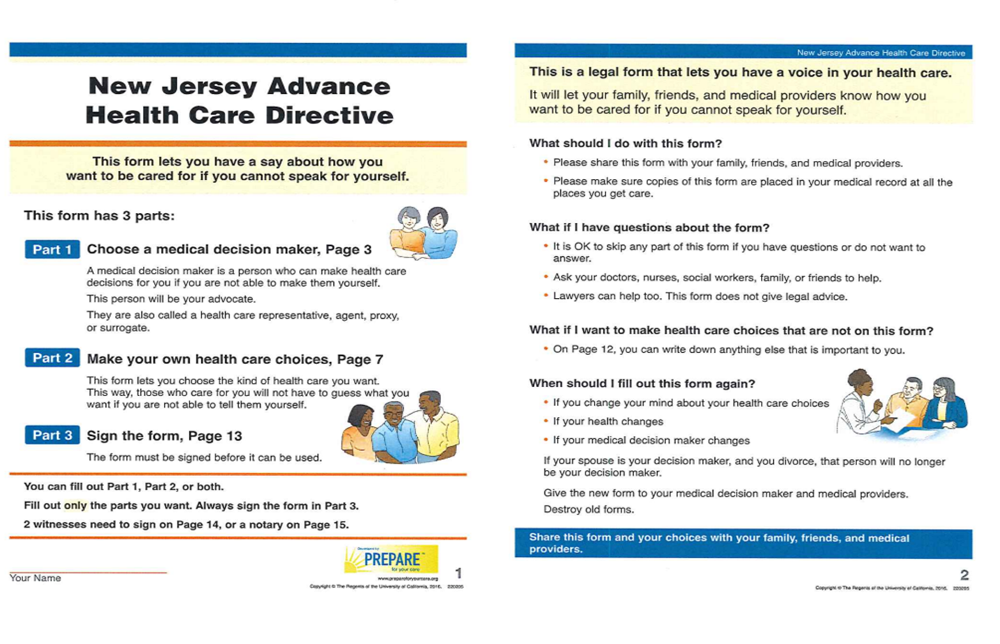 New Jersey Advance
Health Care Directive
This form lets you have a say about how you
want to be cared for if you cannot speak for yourself.
This form has 3 parts:
Part 1 Choose a medical decision maker, Page 3
A medical decision maker is a person who can make health care
decisions for you if you are not able to make them yourself.
This person will be your advocate.
They are also called a health care representative, agent, proxy,
or surrogate.
Part 2 Make your own health care choices, Page 7
This form lets you choose the kind of health care you want.
This way, those who care for you will not have to guess what you
want if you are not able to tell them yourself.
Part 3 Sign the form, Page 13
The form must be signed before it can be used.
You can fill out Part 1, Part 2, or both.
Fill out only the parts you want. Always sign the form in Part 3.
2 witnesses need to sign on Page 14, or a notary on Page 15.
Developed by
PREPARE™
for your care
www.prepareforyourcare.org
Your Name
1
Copyright © The Regents of the University of California, 2016. 220205
New Jersey Advance Health Care Directive
This is a legal form that lets you have a voice in your health care.
It will let your family, friends, and medical providers know how you
want to be cared for if you cannot speak for yourself.
What should I do with this form?
• Please share this form with your family, friends, and medical providers.
• Please make sure copies of this form are placed in your medical record at all the
places you get care.
What if I have questions about the form?
• It is OK to skip any part of this form if you have questions or do not want to
answer.
• Ask your doctors, nurses, social workers, family, or friends to help.
• Lawyers can help too. This form does not give legal advice.
What if I want to make health care choices that are not on this form?
• On Page 12, you can write down anything else that is important to you.
When should I fill out this form again?
• If you change your mind about your health care choices
• If your health changes
• If your medical decision maker changes
If your spouse is your decision maker, and you divorce, that person will no longer
be your decision maker.
Give the new form to your medical decision maker and medical providers.
Destroy old forms.
Share this form and your choices with your family, friends, and medical
providers.
2
Copyright © The Regents of the University of California, 2016. 220205